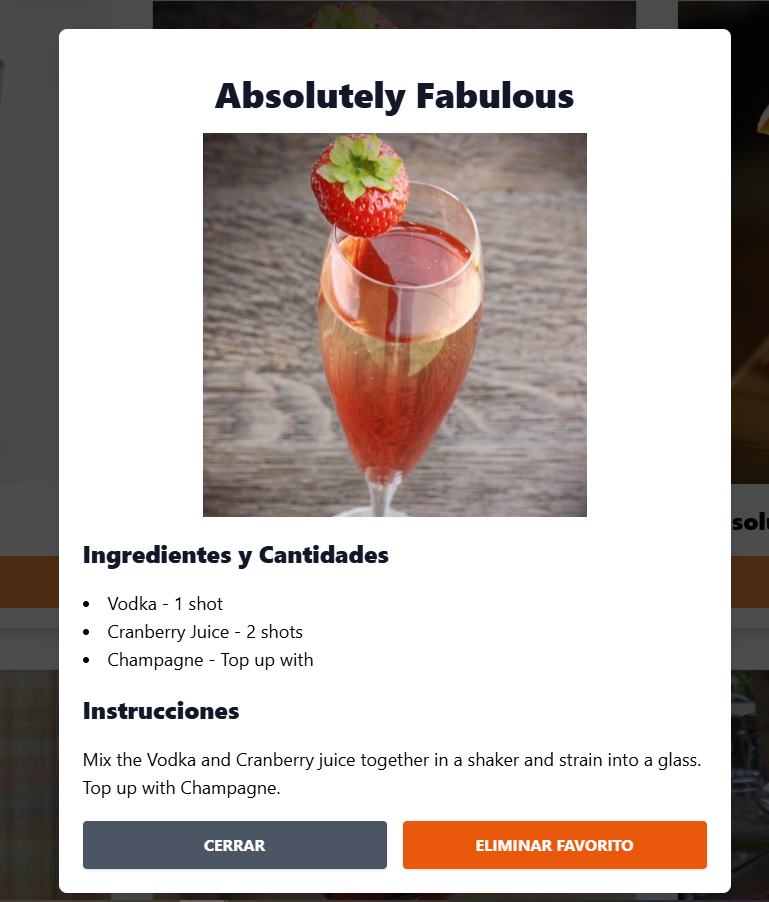 Absolutely Fabulous
Ingredientes y Cantidades
Vodka - 1 shot
Cranberry Juice - 2 shots
Champagne - Top up with
Instrucciones
Mix the Vodka and Cranberry juice together in a shaker and strain into a glass.
Top up with Champagne.
CERRAR
ELIMINAR FAVORITO